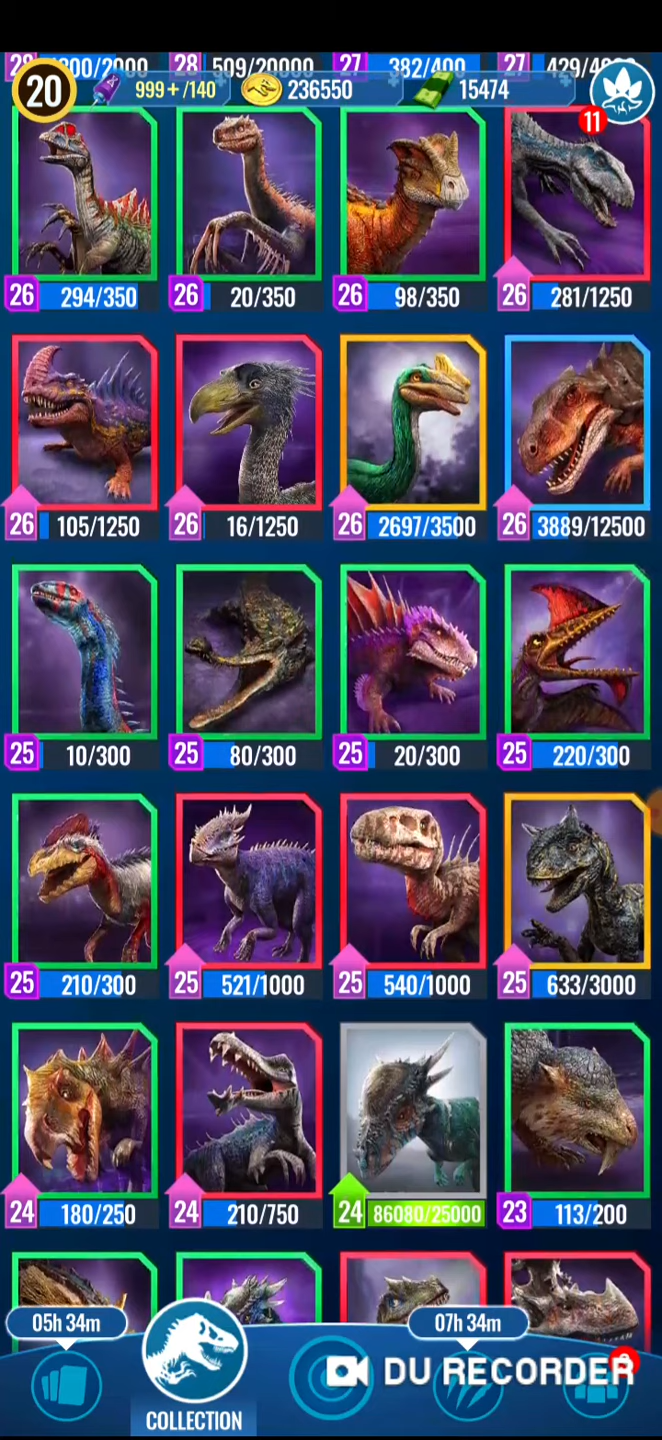 28 509/20000 27 382/400 27
20 999+/140 236550 15474
11
26 294/350 26 20/350 26 98/350 26 281/1250
26 105/1250 26 16/1250 26 2697/3500 26 3889/12500
25 10/300 25 80/300 25 20/300 25 220/300
25 210/300 25 521/1000 25 540/1000 25 633/3000
24 180/250 24 210/750 24 86080/25000 23 113/200
05h 34m 07h 34m
DU RECORDER
COLLECTION